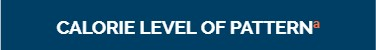 CALORIE LEVEL OF PATTERNᵃ